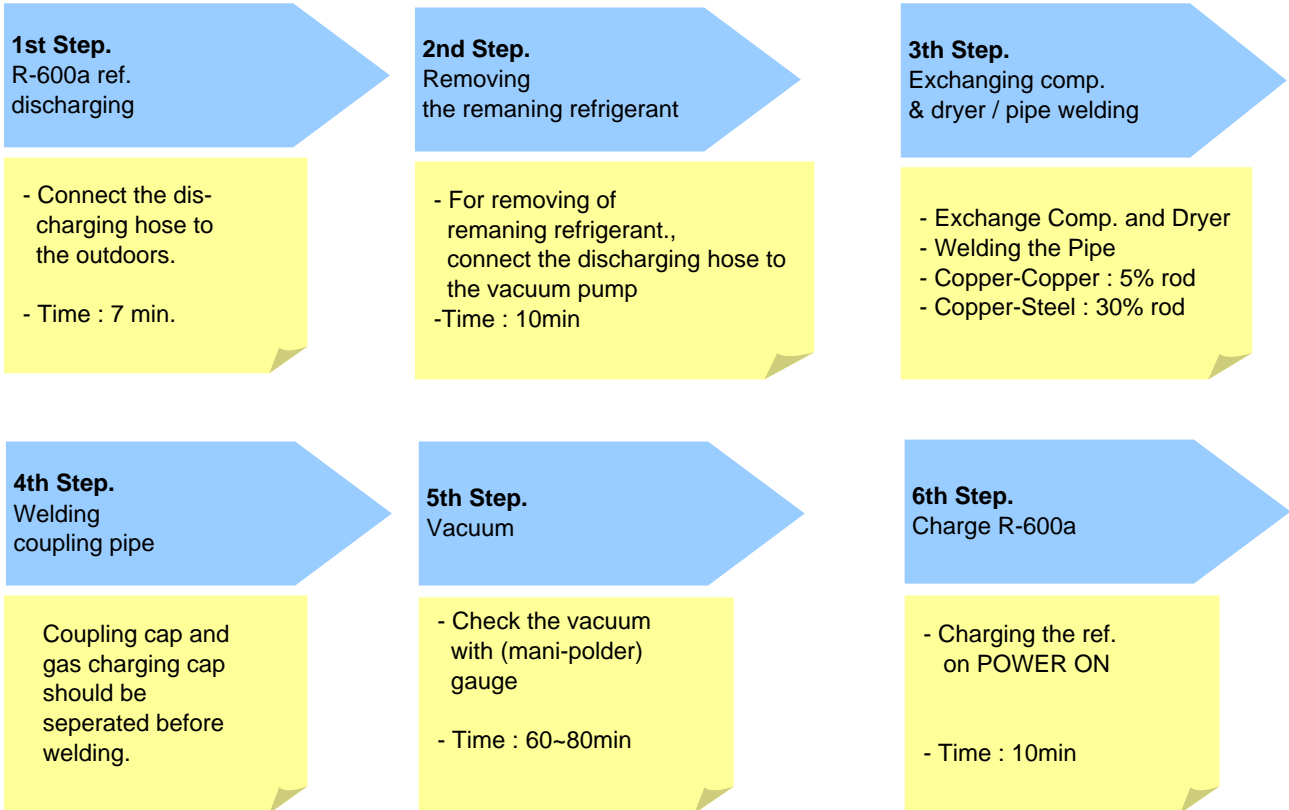 1st Step.
R-600a ref.
discharging
- Connect the dis-
charging hose to
the outdoors.
- Time : 7 min.
2nd Step.
Removing
the remaning refrigerant
- For removing of
remaning refrigerant.,
connect the discharging hose to
the vacuum pump
-Time : 10min
3th Step.
Exchanging comp.
& dryer / pipe welding
- Exchange Comp. and Dryer
- Welding the Pipe
- Copper-Copper : 5% rod
- Copper-Steel : 30% rod
4th Step.
Welding
coupling pipe
Coupling cap and
gas charging cap
should be
seperated before
welding.
5th Step.
Vacuum
- Check the vacuum
with (mani-polder)
gauge
- Time : 60~80min
6th Step.
Charge R-600a
- Charging the ref.
on POWER ON
- Time : 10min